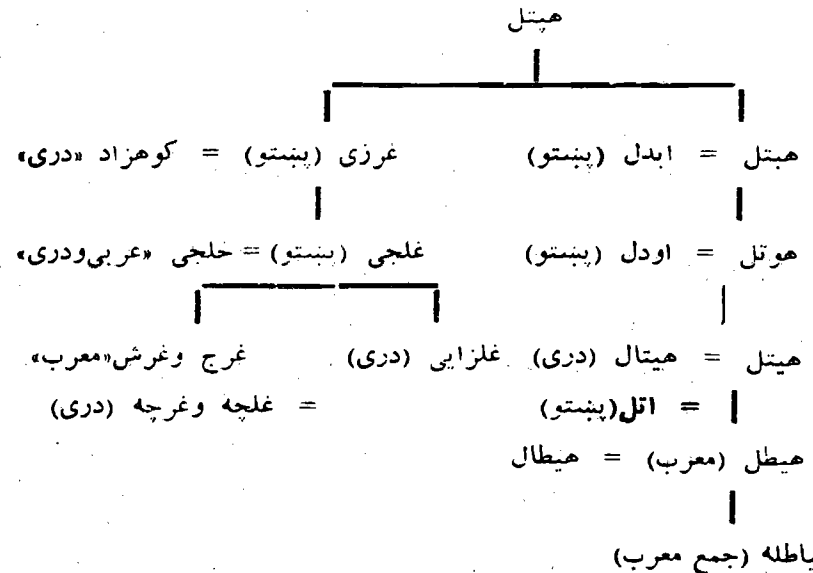 هپتل
هبتل = ابدل (پښتو) غرزی (پښتو) = کوهزاد «دری»
هوتل = اودل (پښتو) غلجی (پښتو) = خلجی «عربی‌ودری»
هیتل = هیتال (دری) غلزایی (دری) غرج وغرش «معرب»
= اتل (پښتو) = غلچه وغرچه (دری)
هیطل (معرب) = هیطال
یاطله (جمع معرب)